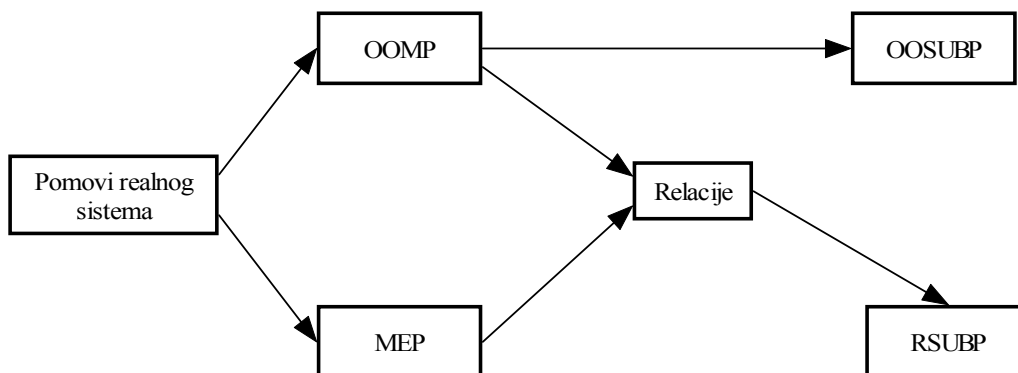 OOMP
OOSUBP
Pomovi realnog
sistema
Relacije
MEP
RSUBP